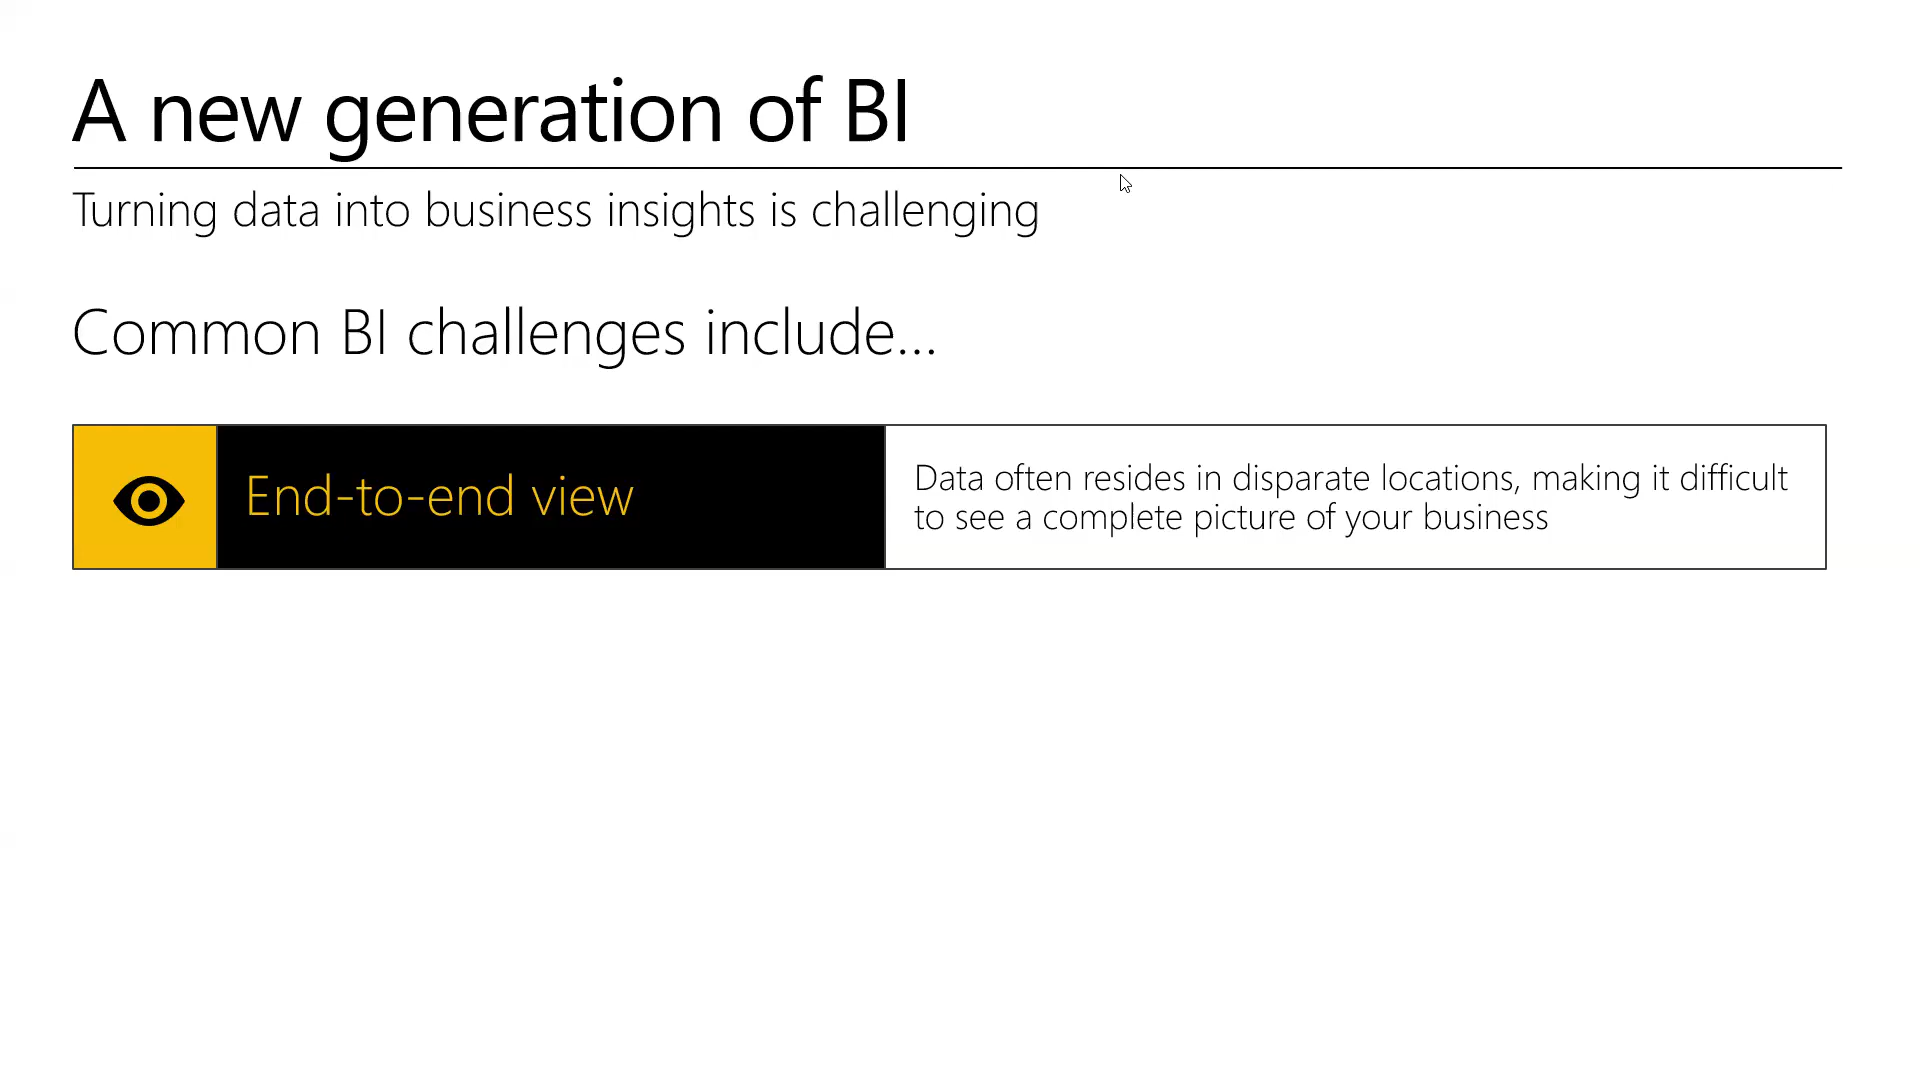 A new generation of BI
Turning data into business insights is challenging
Common BI challenges include...
End-to-end view
Data often resides in disparate locations, making it difficult
to see a complete picture of your business